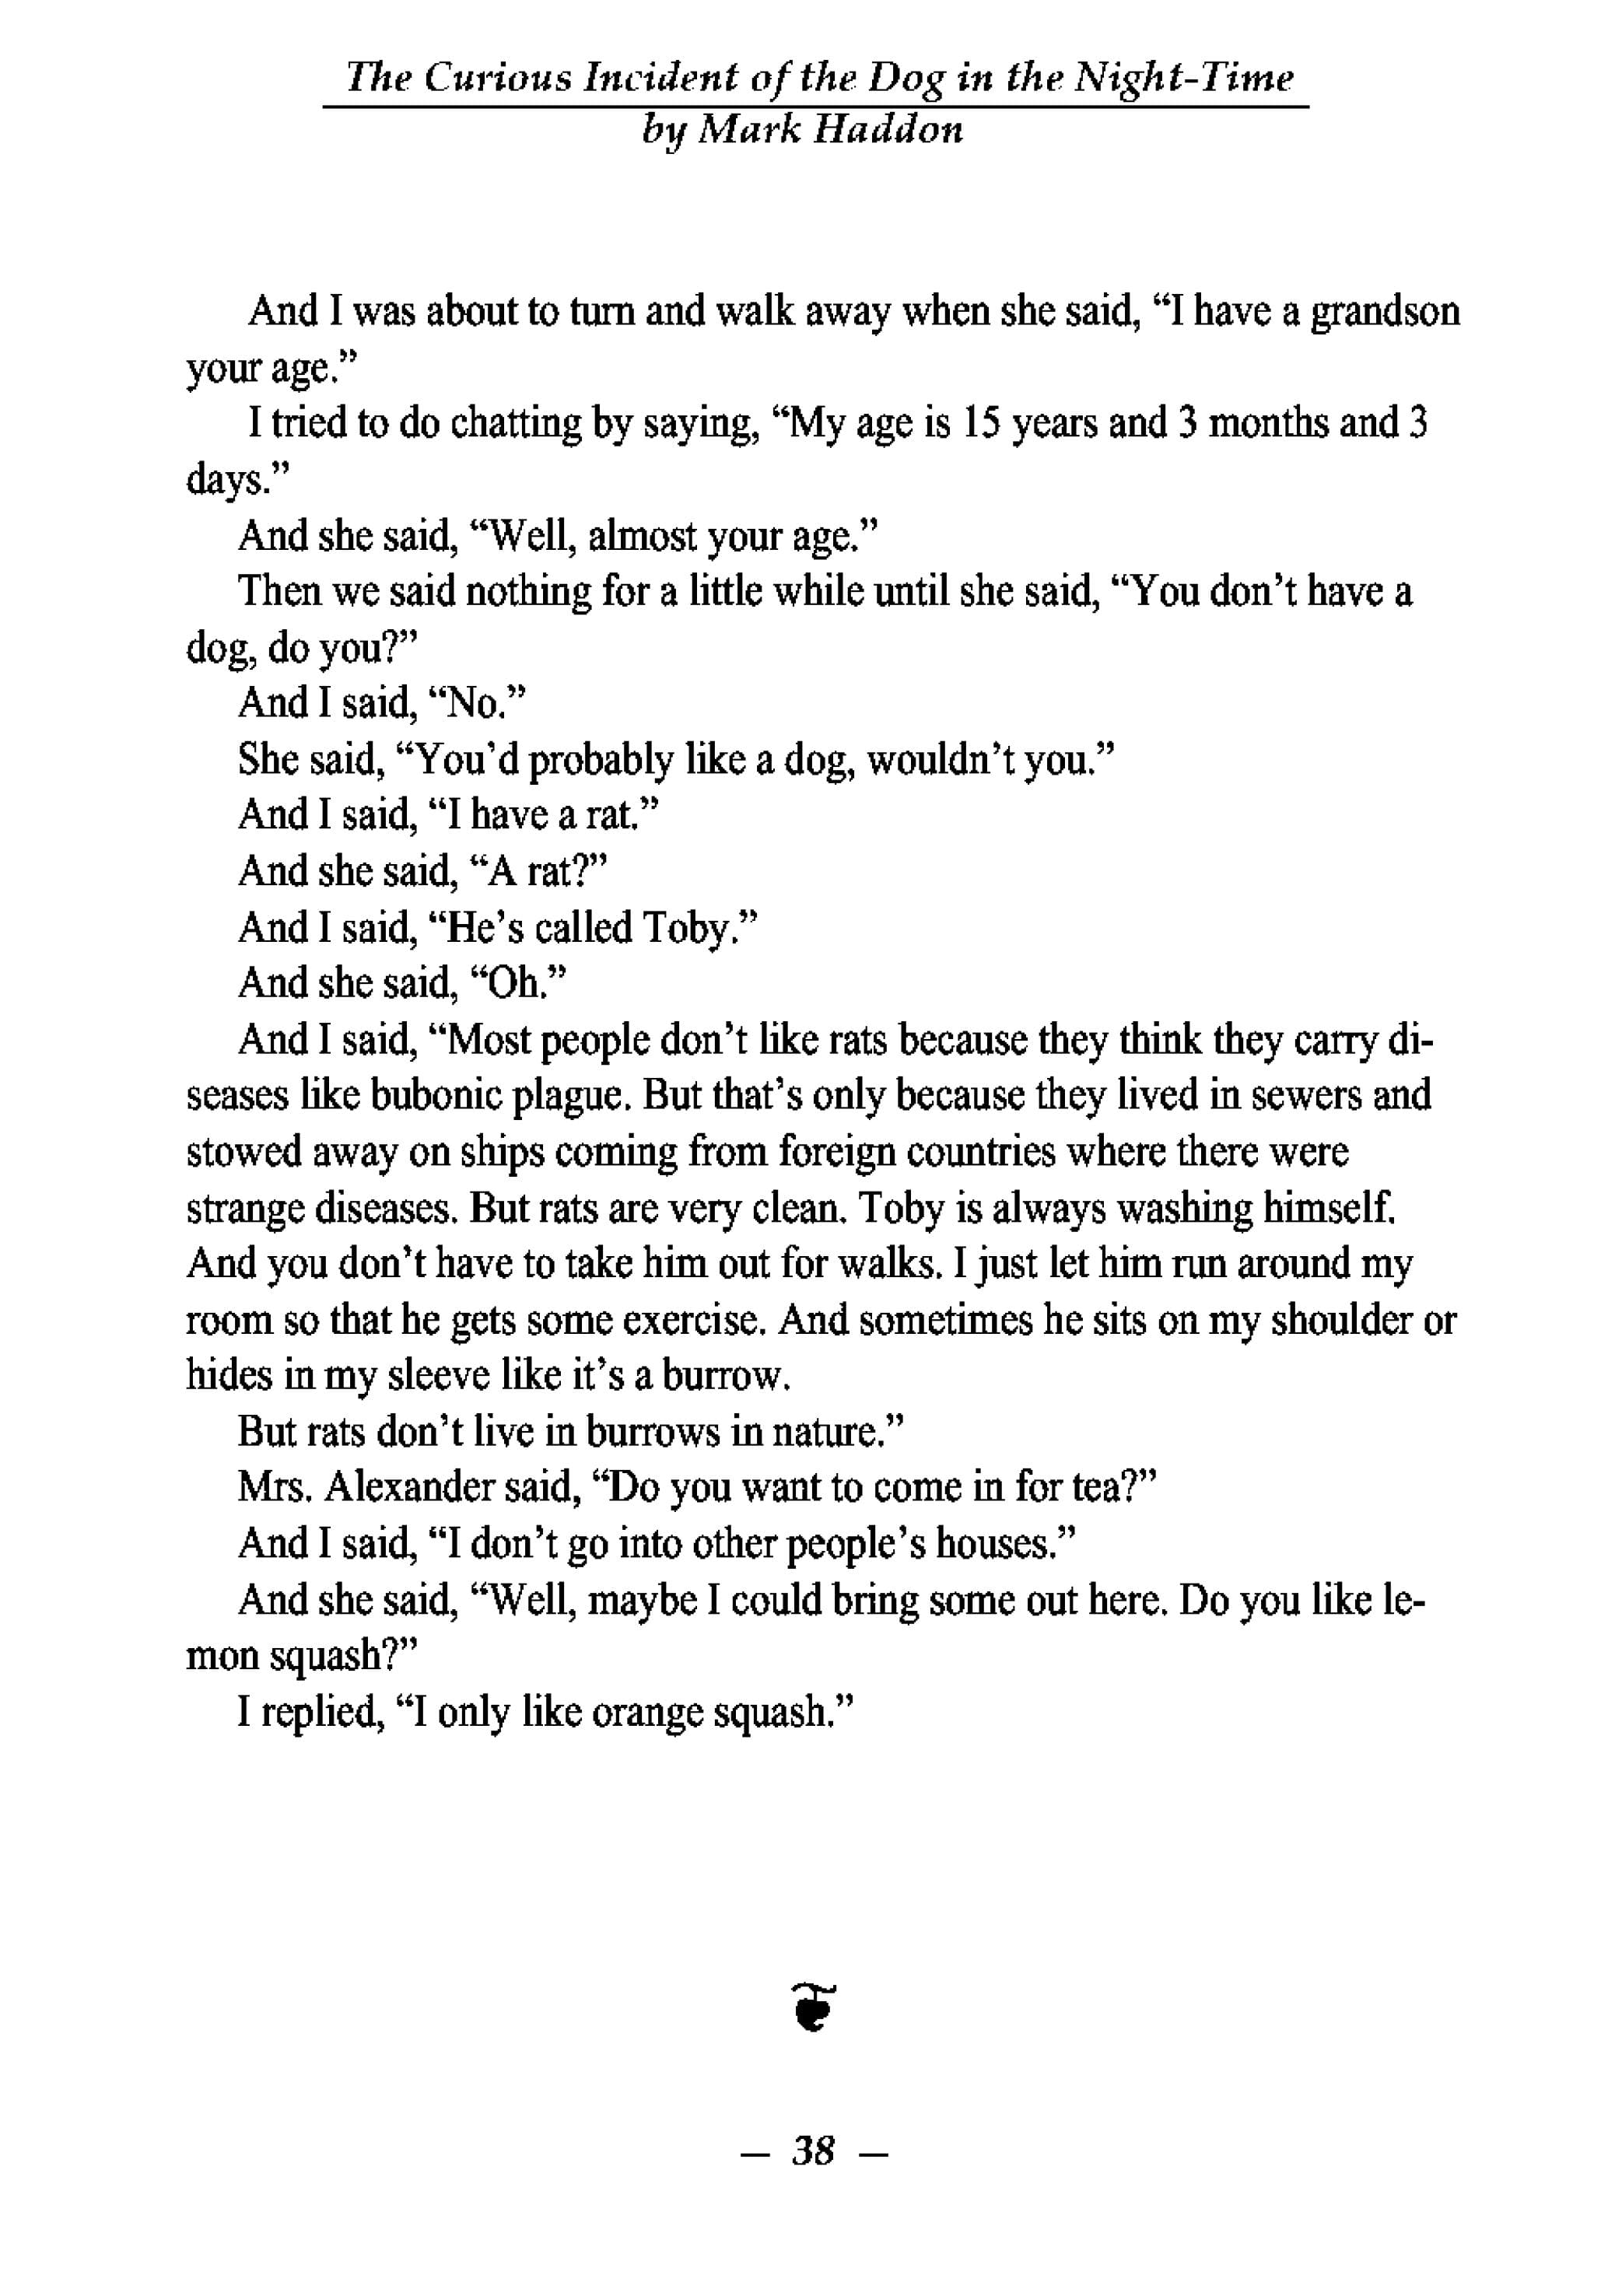 The Curious Incident of the Dog in the Night-Time
by Mark Haddon
And I was about to turn and walk away when she said, “I have a grandson
your age.”
I tried to do chatting by saying, “My age is 15 years and 3 months and 3
days.”
And she said, “Well, almost your age.”
Then we said nothing for a little while until she said, “You don’t have a
dog, do you?”
And I said, “No.”
She said, “You’d probably like a dog, wouldn’t you.”
And I said, “I have a rat.”
And she said, “A rat?”
And I said, “He’s called Toby.”
And she said, “Oh.”
And I said, “Most people don’t like rats because they think they carry di-
seases like bubonic plague. But that’s only because they lived in sewers and
stowed away on ships coming from foreign countries where there were
strange diseases. But rats are very clean. Toby is always washing himself.
And you don’t have to take him out for walks. I just let him run around my
room so that he gets some exercise. And sometimes he sits on my shoulder or
hides in my sleeve like it’s a burrow.
But rats don’t live in burrows in nature.”
Mrs. Alexander said, “Do you want to come in for tea?”
And I said, “I don’t go into other people’s houses.”
And she said, “Well, maybe I could bring some out here. Do you like le-
mon squash?”
I replied, “I only like orange squash.”
– 38 –